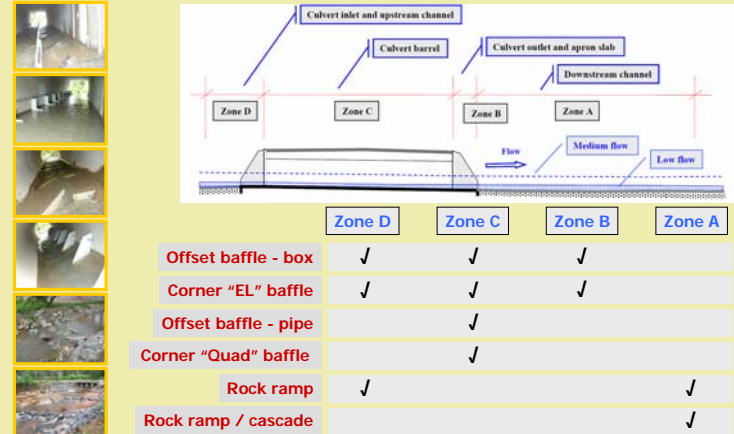 Culvert inlet and upstream channel
Culvert barrel
Culvert outlet and apron slab
Downstream channel
Zone D
Zone C
Zone B
Zone A
Flow
Medium flow
Low flow
Zone D Zone C Zone B Zone A
Offset baffle - box √ √ √
Corner “EL” baffle √ √ √
Offset baffle - pipe √
Corner “Quad” baffle √
Rock ramp √ √
Rock ramp / cascade √